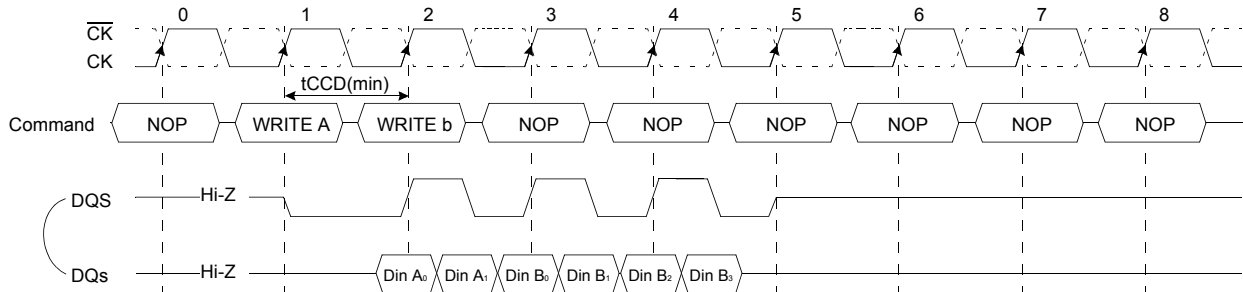 0 1 2 3 4 5 6 7 8
CK
CK
tCCD(min)
Command NOP WRITE A WRITE b NOP NOP NOP NOP NOP NOP
DQS Hi-Z
DQs Hi-Z Din A₀ Din A₁ Din B₀ Din B₁ Din B₂ Din B₃